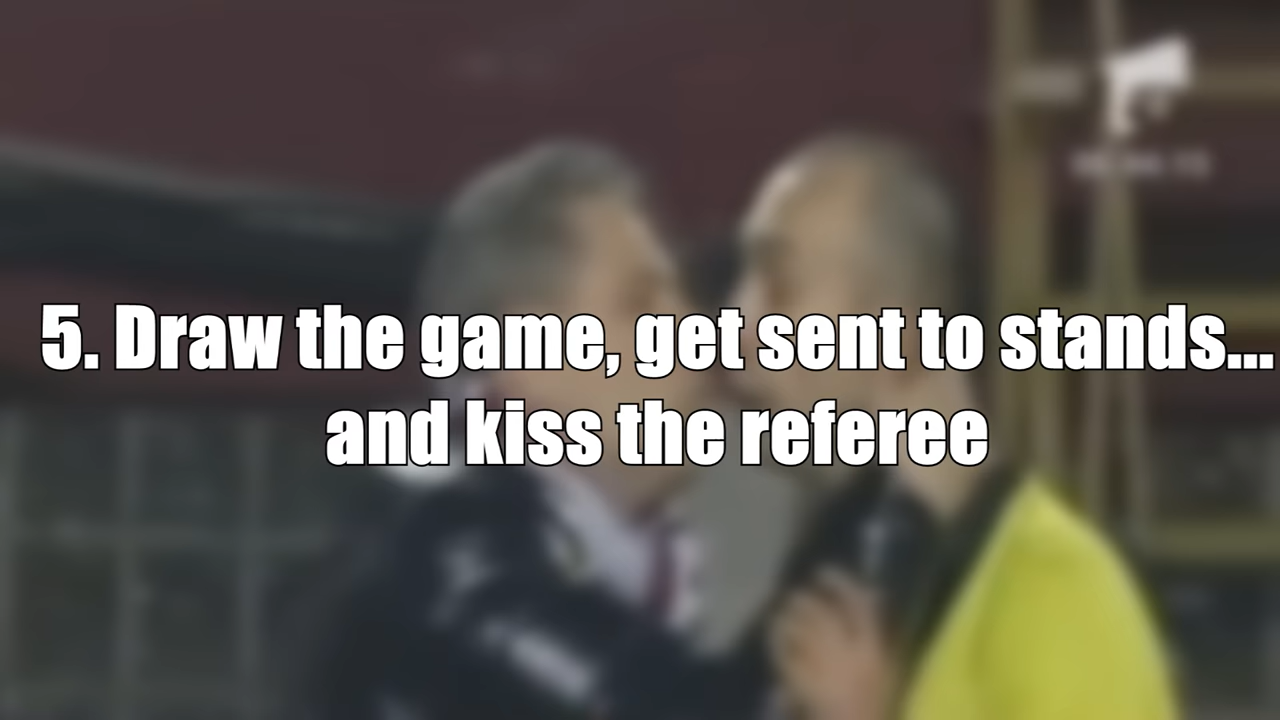 5. Draw the game, get sent to stands...
and kiss the referee